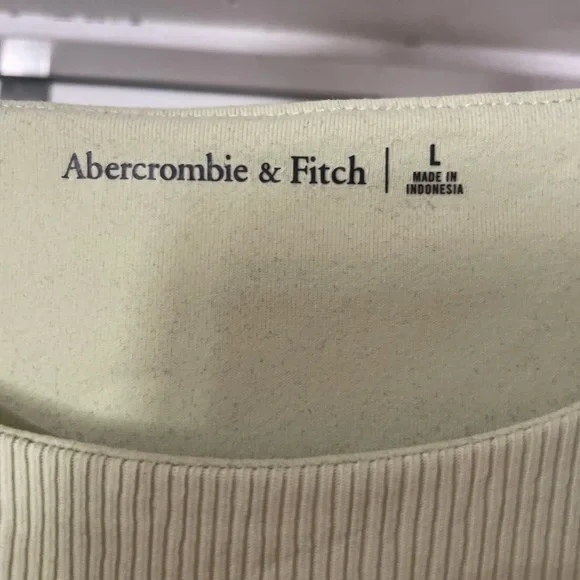 Abercrombie & Fitch | L
MADE IN
INDONESIA